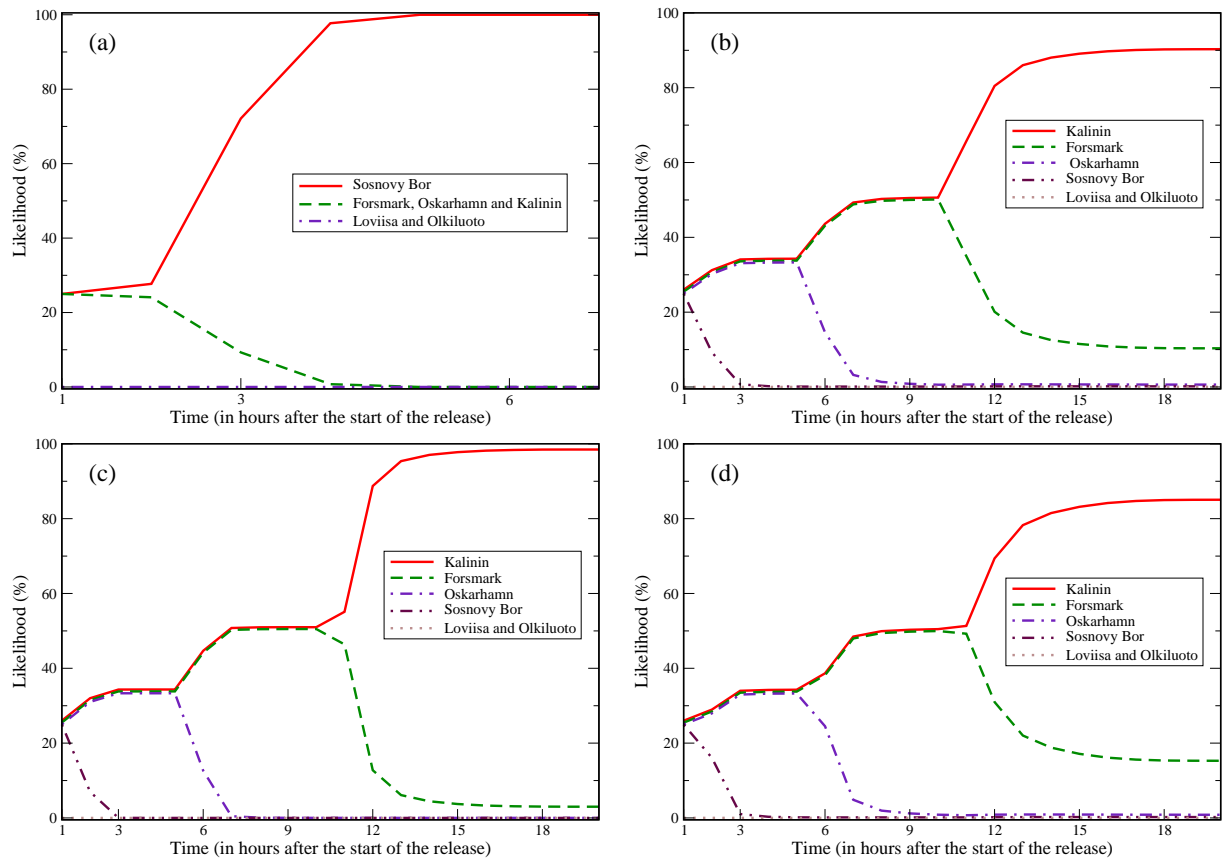 (a)
Likelihood (%)
100
80
60
40
20
0
Sosnovy Bor
Forsmark, Oskarhamn and Kalinin
Loviisa and Olkiluoto
1 3 6
Time (in hours after the start of the release)
(b)
Likelihood (%)
100
80
60
40
20
0
Kalinin
Forsmark
Oskarhamn
Sosnovy Bor
Loviisa and Olkiluoto
1 3 6 9 12 15 18
Time (in hours after the start of the release)
(c)
Likelihood (%)
100
80
60
40
20
0
Kalinin
Forsmark
Oskarhamn
Sosnovy Bor
Loviisa and Olkiluoto
1 3 6 9 12 15 18
Time (in hours after the start of the release)
(d)
Likelihood (%)
100
80
60
40
20
0
Kalinin
Forsmark
Oskarhamn
Sosnovy Bor
Loviisa and Olkiluoto
1 3 6 9 12 15 18
Time (in hours after the start of the release)